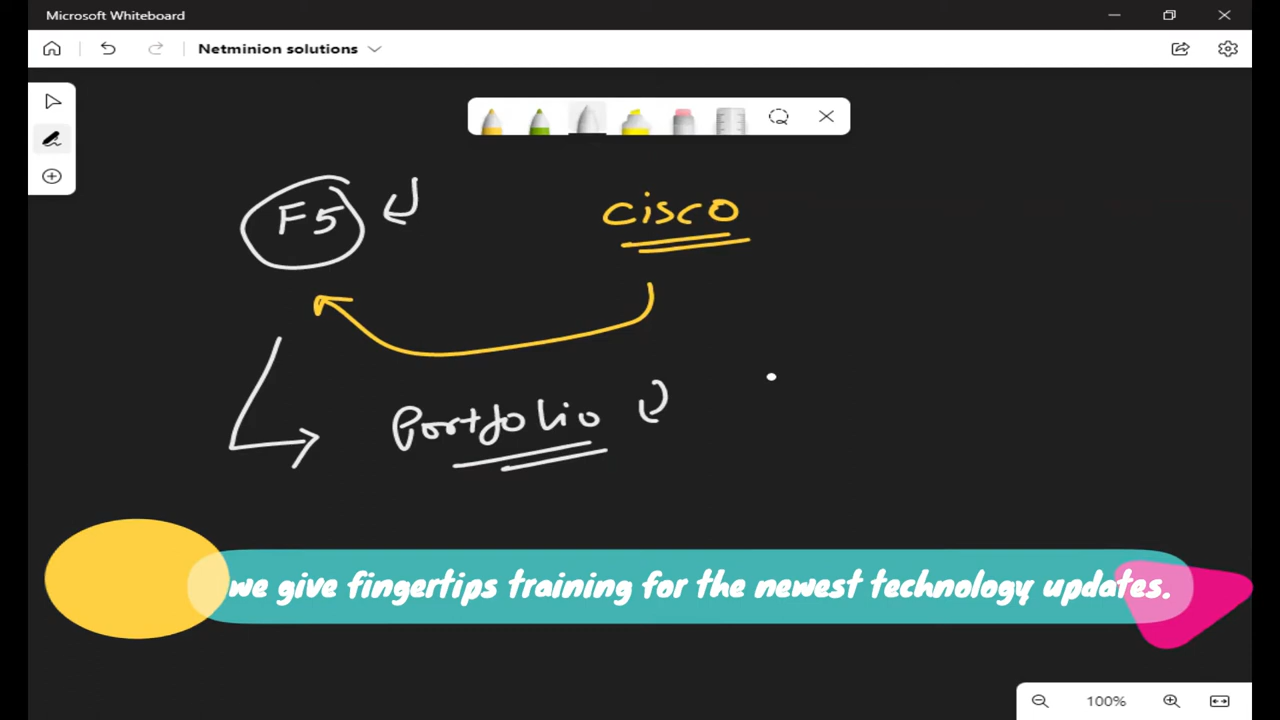 Microsoft Whiteboard
Netminion solutions
F5
cisco
Portfolio
we give fingertips training for the newest technology updates.
100%